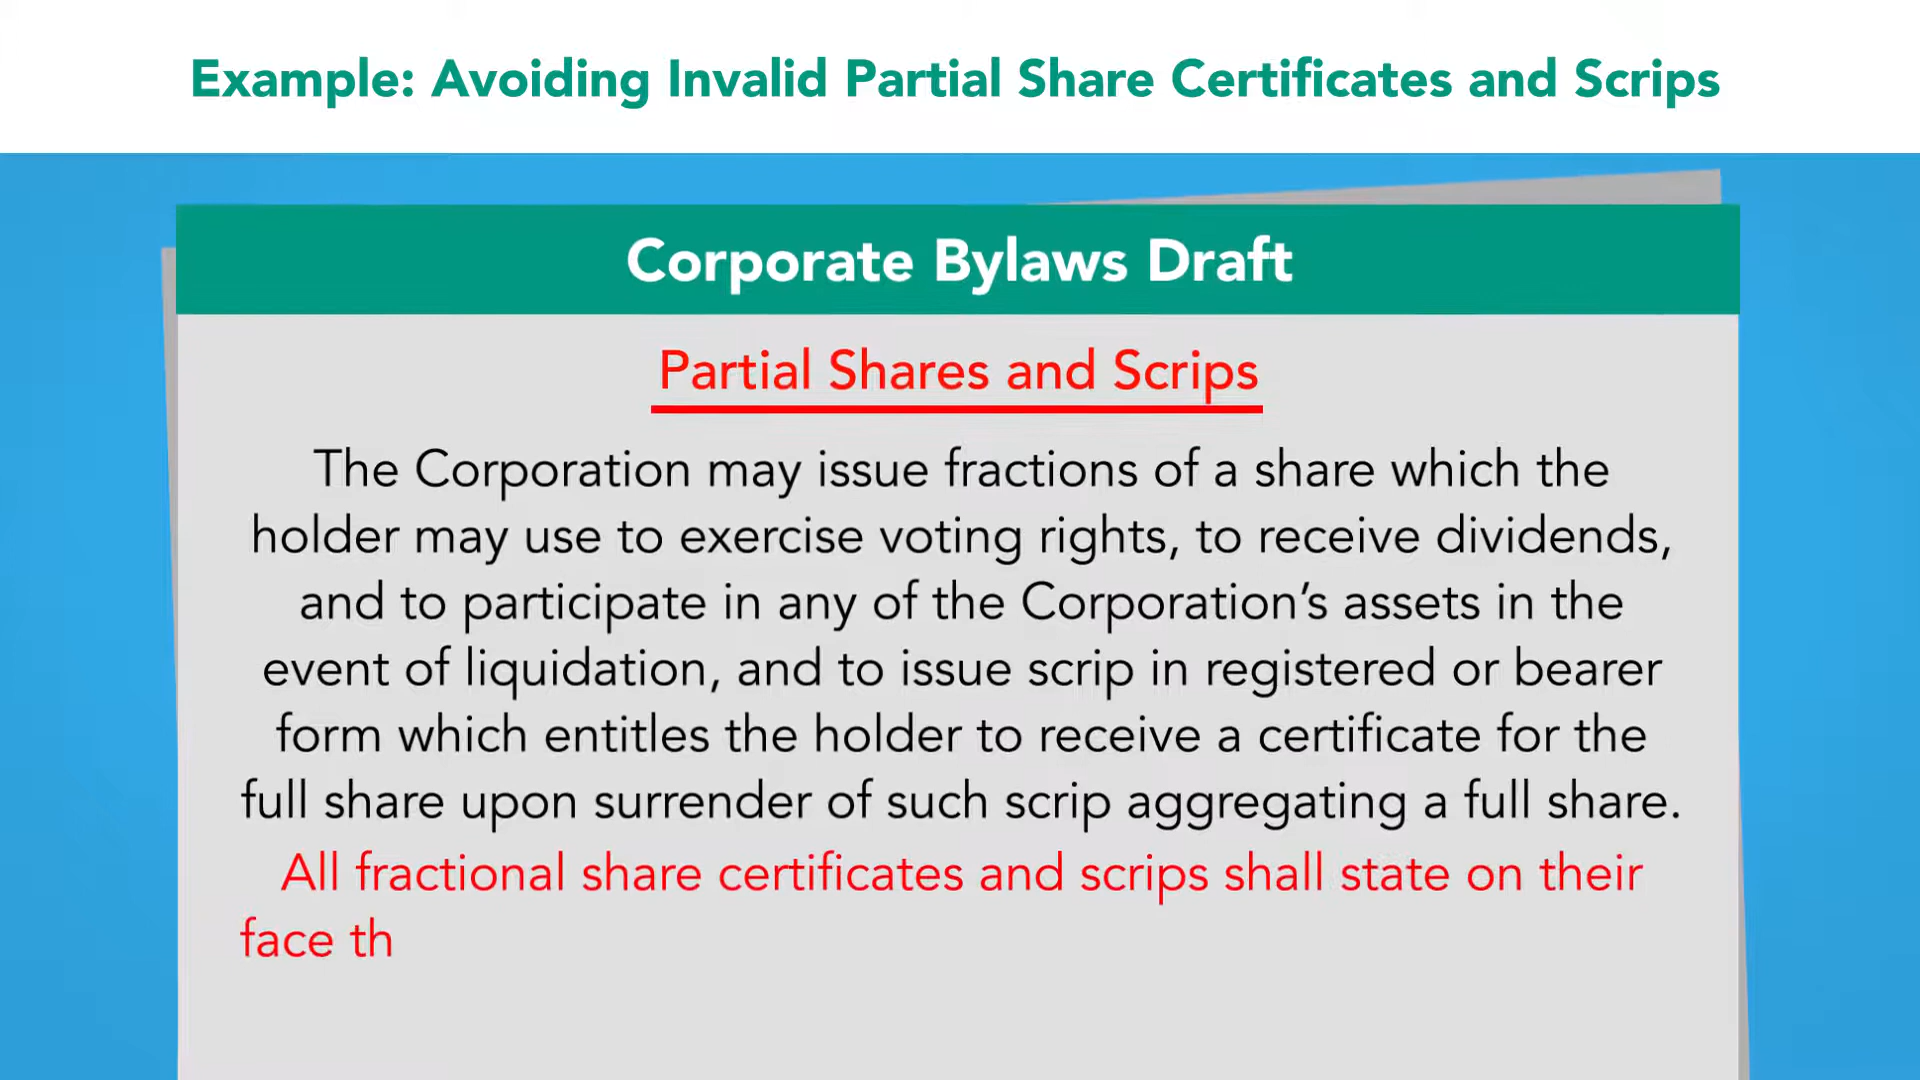 Example: Avoiding Invalid Partial Share Certificates and Scrips
Corporate Bylaws Draft
Partial Shares and Scrips
The Corporation may issue fractions of a share which the
holder may use to exercise voting rights, to receive dividends,
and to participate in any of the Corporation’s assets in the
event of liquidation, and to issue scrip in registered or bearer
form which entitles the holder to receive a certificate for the
full share upon surrender of such scrip aggregating a full share.
All fractional share certificates and scrips shall state on their
face th